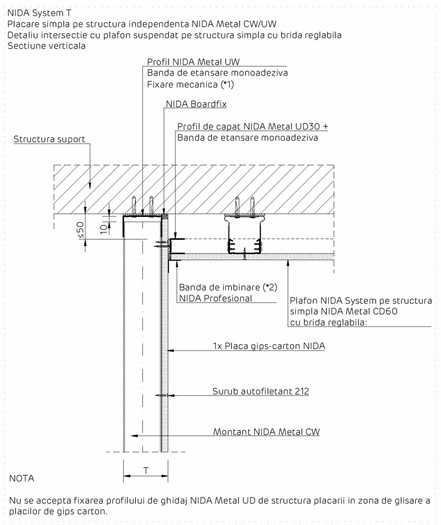 NIDA System T
Placare simpla pe structura independenta NIDA Metal CW/UW
Detaliu intersectie cu plafon suspendat pe structura simpla cu brida reglabila
Sectiune verticala
Profil NIDA Metal UW
Banda de etansare monoadeziva
Fixare mecanica (*1)
NIDA Boardfix
Profil de capat NIDA Metal UD30 +
Banda de etansare monoadeziva
Structura suport
≤50
10
Banda de imbinare (*2)
NIDA Profesional
Plafon NIDA System pe structura
simpla NIDA Metal CD60
cu brida reglabila:
1x Placa gips-carton NIDA
Surub autofiletant 212
Montant NIDA Metal CW
T
NOTA
Nu se accepta fixarea profilului de ghidaj NIDA Metal UD de structura placarii in zona de glisare a
placilor de gips carton.